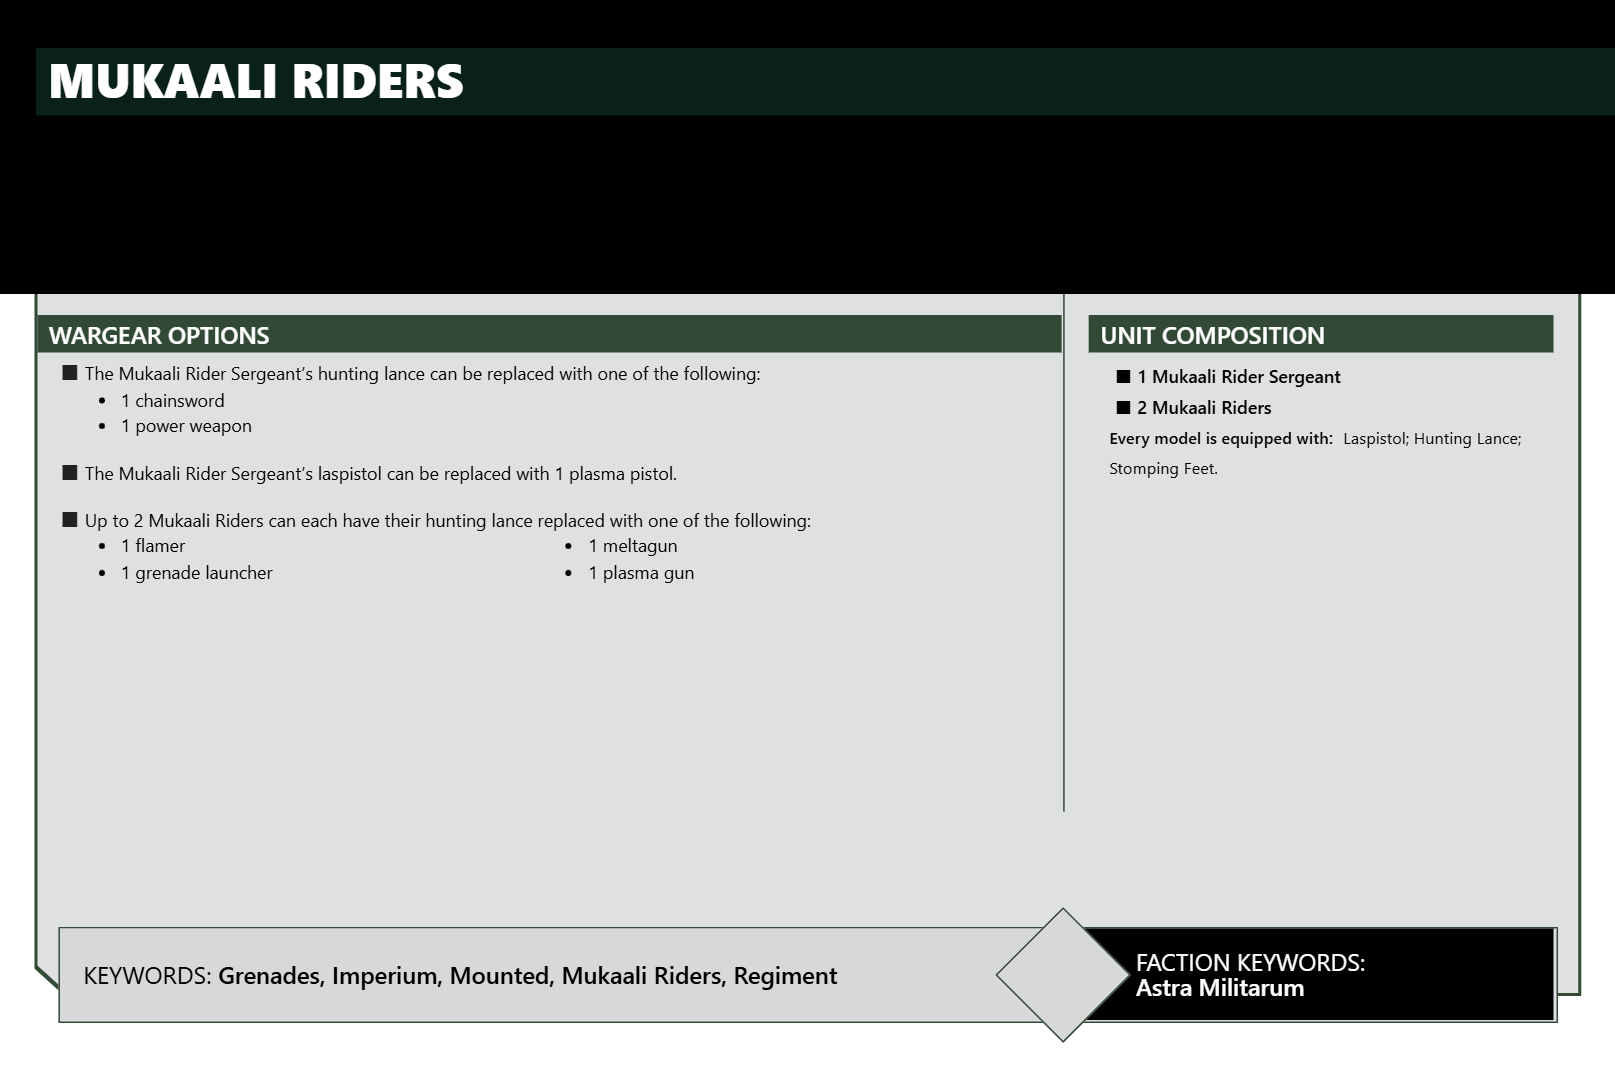 MUKAALI RIDERS
WARGEAR OPTIONS
■ The Mukaali Rider Sergeant’s hunting lance can be replaced with one of the following:
• 1 chainsword
• 1 power weapon
■ The Mukaali Rider Sergeant’s laspistol can be replaced with 1 plasma pistol.
■ Up to 2 Mukaali Riders can each have their hunting lance replaced with one of the following:
• 1 flamer
• 1 grenade launcher
• 1 meltagun
• 1 plasma gun
UNIT COMPOSITION
■ 1 Mukaali Rider Sergeant
■ 2 Mukaali Riders
Every model is equipped with: Laspistol; Hunting Lance;
Stomping Feet.
KEYWORDS: Grenades, Imperium, Mounted, Mukaali Riders, Regiment
FACTION KEYWORDS:
Astra Militarum